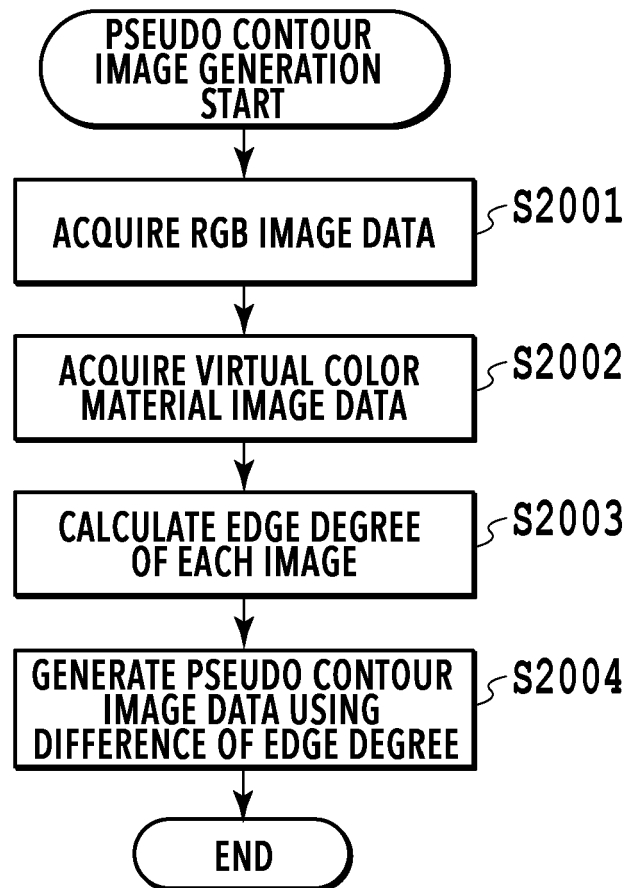 PSEUDO CONTOUR
IMAGE GENERATION
START
ACQUIRE RGB IMAGE DATA
S2001
ACQUIRE VIRTUAL COLOR
MATERIAL IMAGE DATA
S2002
CALCULATE EDGE DEGREE
OF EACH IMAGE
S2003
GENERATE PSEUDO CONTOUR
IMAGE DATA USING
DIFFERENCE OF EDGE DEGREE
S2004
END